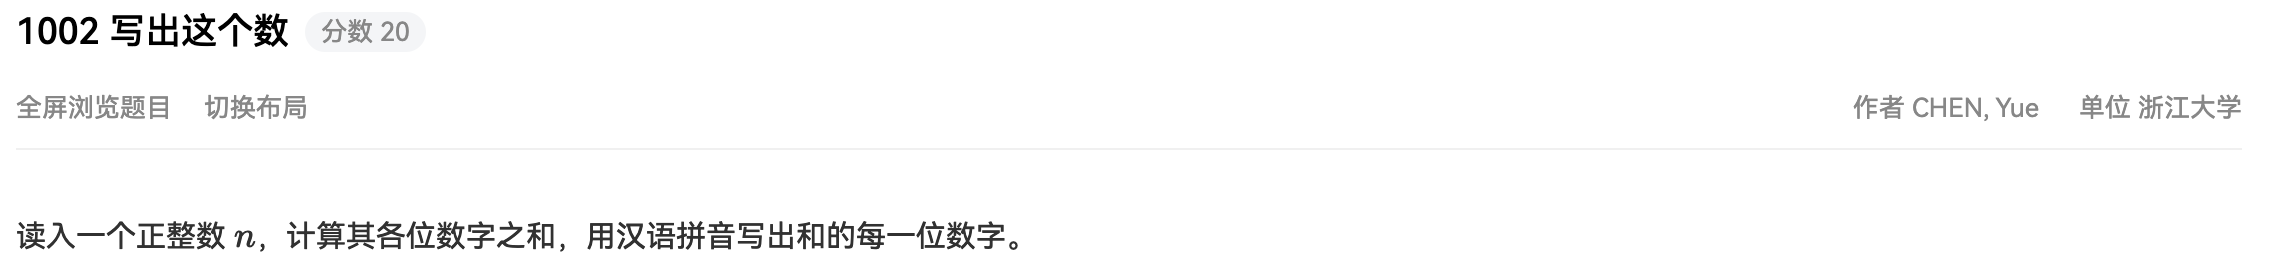 1002 写出这个数 分数 20
全屏浏览题目 切换布局 作者 CHEN, Yue 单位 浙江大学
读入一个正整数 n，计算其各位数字之和，用汉语拼音写出和的每一位数字。